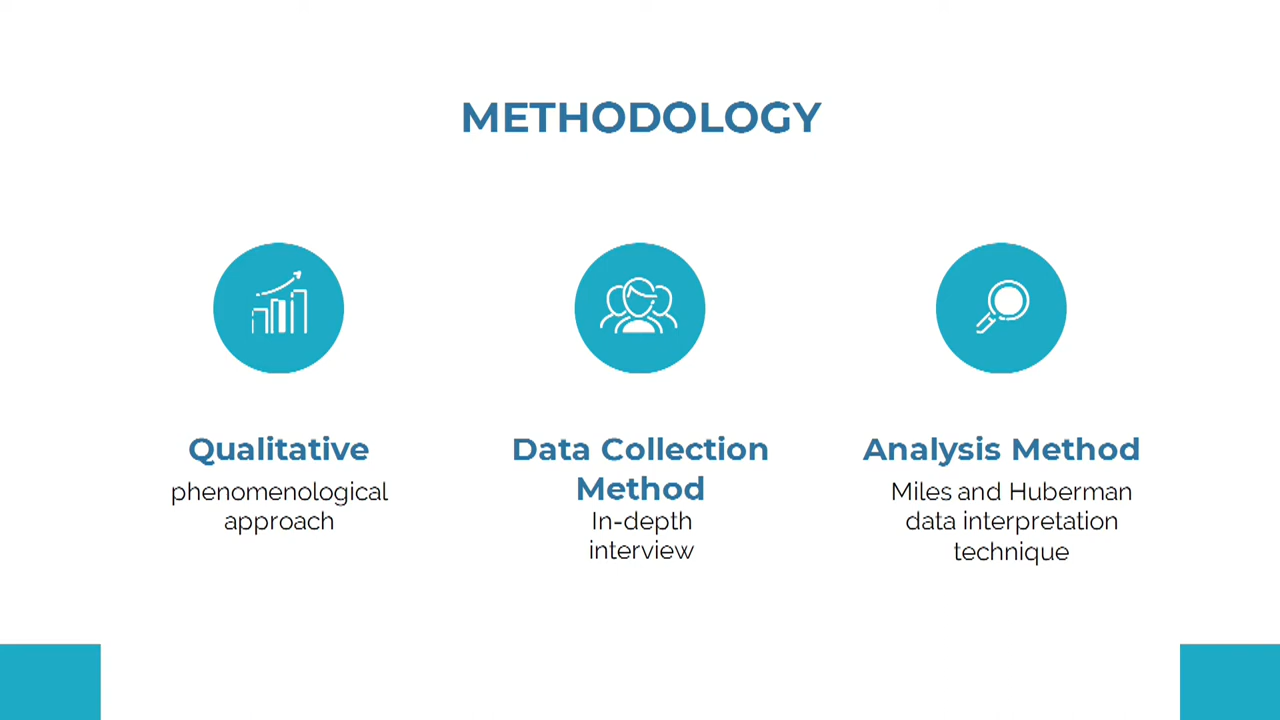 METHODOLOGY
Qualitative
phenomenological
approach
Data Collection
Method
In-depth
interview
Analysis Method
Miles and Huberman
data interpretation
technique